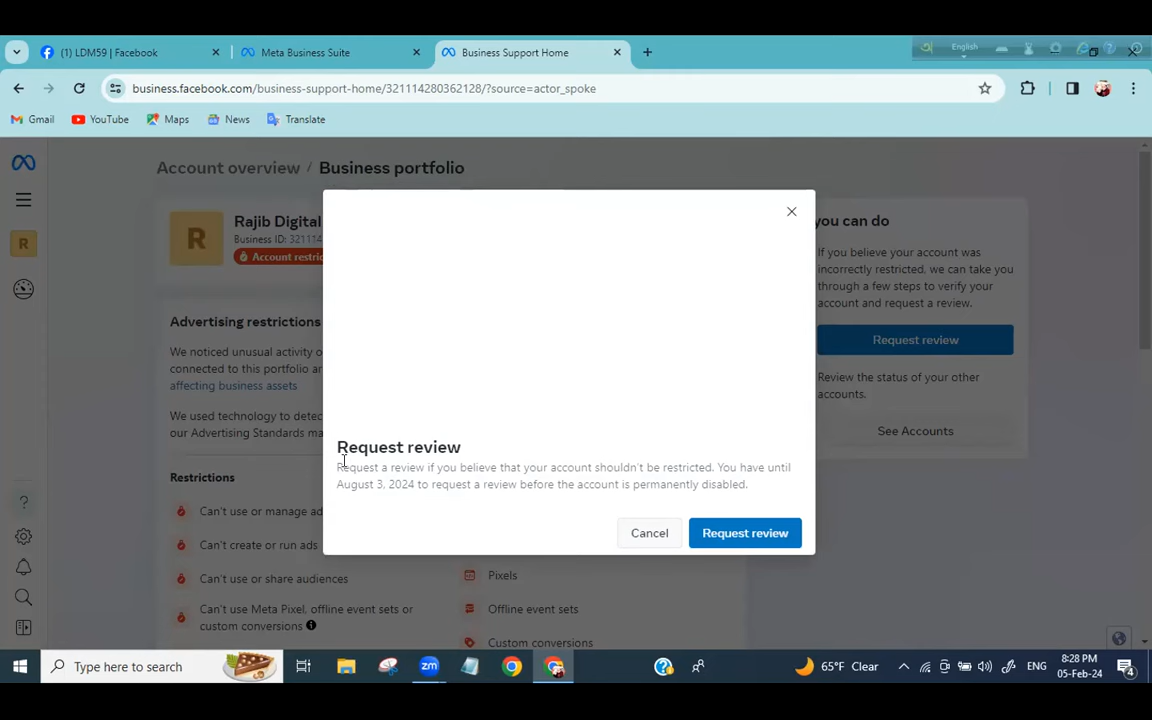 (1) LDM59 | Facebook
Meta Business Suite
Business Support Home
English
business.facebook.com/business-support-home/321114280362128/?source=actor_spoke
Gmail
YouTube
Maps
News
Translate
Account overview / Business portfolio
R
R
Rajib Digital
Business ID: 32111
Account restric
Advertising restrictions
We noticed unusual activity o
connected to this portfolio ar
affecting business assets
We used technology to detec
our Advertising Standards ma
Restrictions
Can't use or manage ad
Can't create or run ads
Can't use or share audiences
Can't use Meta Pixel, offline event sets or
custom conversions
Pixels
Offline event sets
Custom conversions
Request review
Request a review if you believe that your account shouldn't be restricted. You have until
August 3, 2024 to request a review before the account is permanently disabled.
Cancel
Request review
you can do
If you believe your account was
incorrectly restricted, we can take you
through a few steps to verify your
account and request a review.
Request review
Review the status of your other
accounts.
See Accounts
Type here to search
zm
65°F Clear
ENG
8:28 PM
05-Feb-24
4